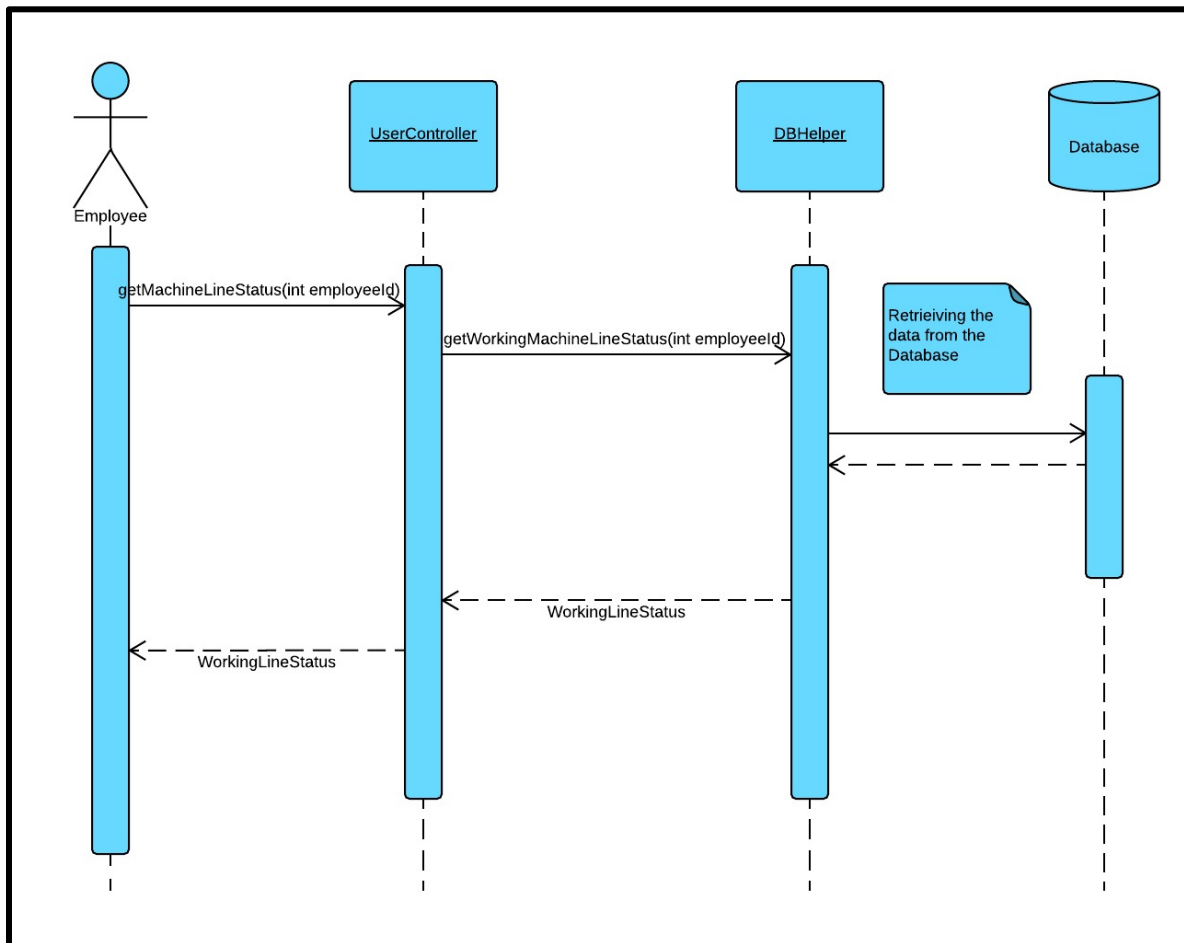 UserController
DBHelper
Database
Employee
getMachineLineStatus(int employeeId)
getWorkingMachineLineStatus(int employeeId)
Retrieiving the
data from the
Database
WorkingLineStatus
WorkingLineStatus